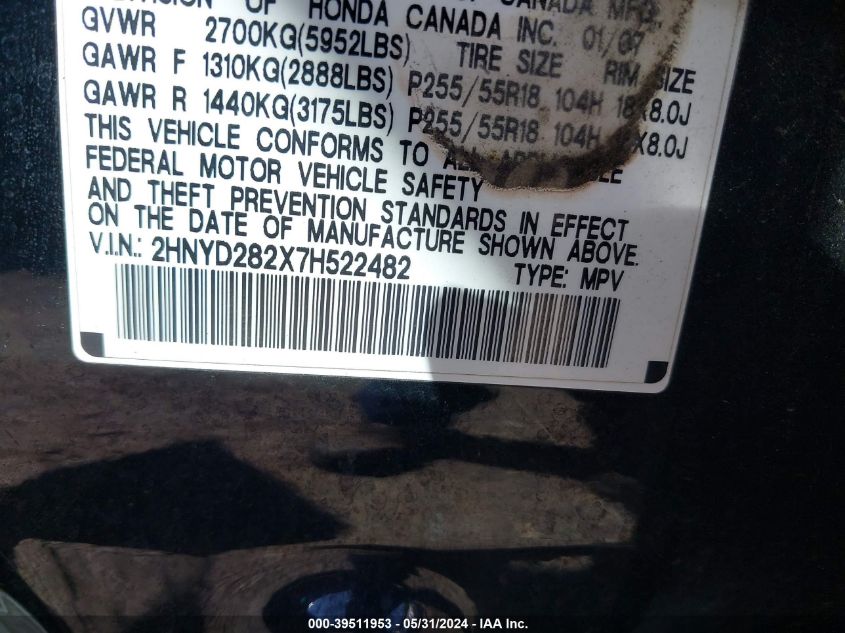 DIVISION OF HONDA CANADA INC. 01/07
GVWR 2700KG(5952LBS) TIRE SIZE RIM SIZE
GAWR F 1310KG(2888LBS) P255/55R18 104H 18X8.0J
GAWR R 1440KG(3175LBS) P255/55R18 104H X8.0J
THIS VEHICLE CONFORMS TO ALL
FEDERAL MOTOR VEHICLE SAFETY
AND THEFT PREVENTION STANDARDS IN EFFECT
ON THE DATE OF MANUFACTURE SHOWN ABOVE.
V.I.N.: 2HNYD282X7H522482 TYPE: MPV
000-39511953 - 05/31/2024 - IAA Inc.